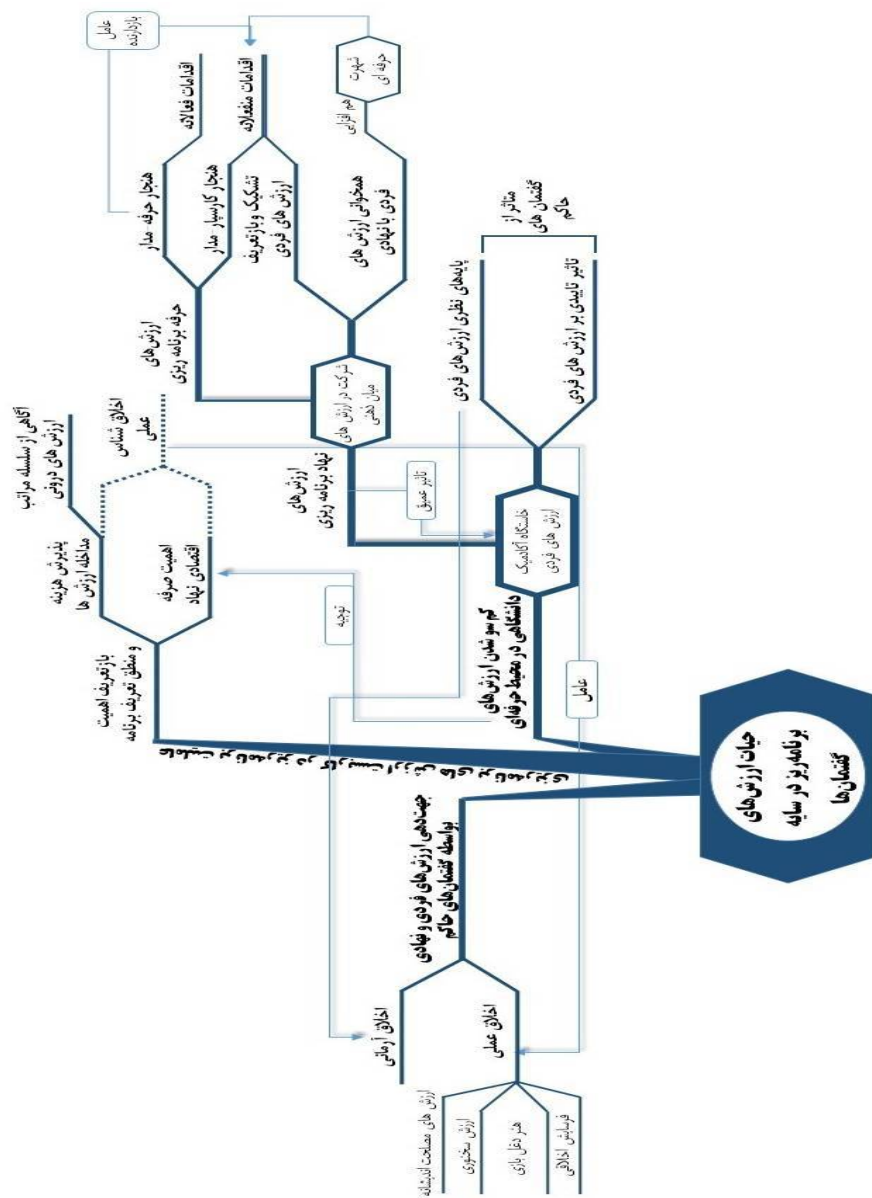 حیات ارزش‌های
برنامه‌ریز در سایه
گفتمان‌ها
جهت‌دهی ارزش‌های فردی و نهادی
بواسطه گفتمان‌های حاکم
اخلاق آرمانی
اخلاق عملی
ارزش های مصلحت اندیشانه
ارزش سخنوری
هنر دغل بازی
فرسایش اخلاقی
بازتعریف اهمیت
و منطق تعریف برنامه
پذیرش هزینه
مداخله ارزش ها
آگاهی از سلسله مراتب
ارزش های درونی
اهمیت صرفه
اقتصادی نهاد
اخلاق شناس
عملی
توجیه
عامل
کم سو شدن ارزش‌های
دانشگاهی در محیط حرفه‌ای
خاستگاه آکادمیک
ارزش های فردی
پایه‌های نظری ارزش‌های فردی
تاثیر تاییدی بر ارزش های فردی
متاثر از
گفتمان های
حاکم
تاثیر عمیق
ارزش‌های
نهاد برنامه ریزی
شرکت در ارزش های
میان ذهنی
ارزش‌های
حرفه برنامه ریزی
هنجار حرفه مدار
اقدامات فعالانه
هنجار کارسپار مدار
اقدامات منفعلانه
تشکیک و بازتعریف
ارزش های فردی
همخوانی ارزش های
فردی با نهادی
هم افزایی
شهرت
حرفه ای
عامل
بازدارنده